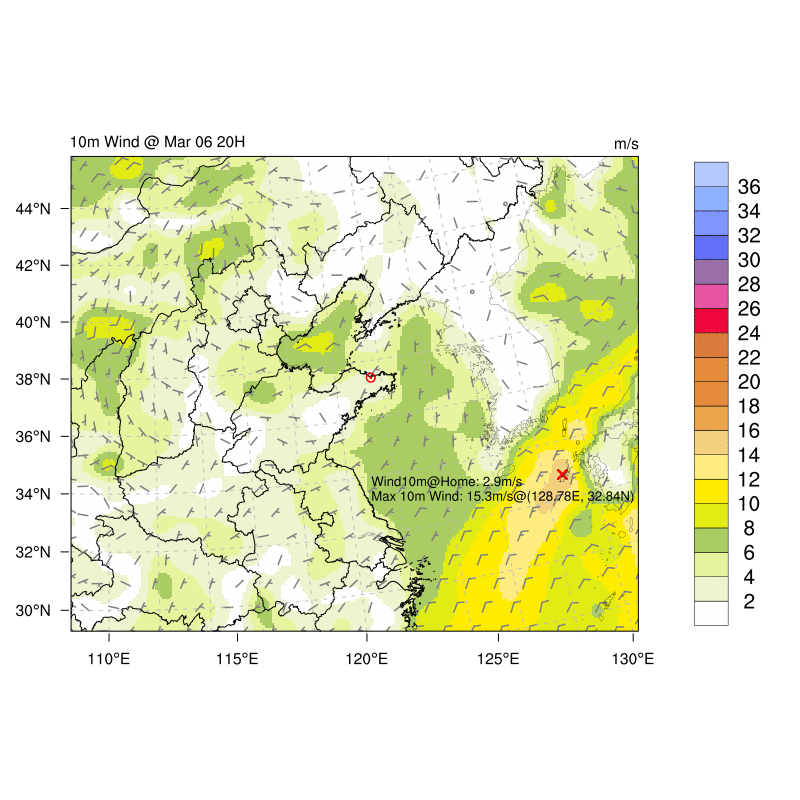 10m Wind @ Mar 06 20H
m/s
44°N
42°N
40°N
38°N
36°N
34°N
32°N
30°N
110°E
115°E
120°E
125°E
130°E
Wind10m@Home: 2.9m/s
Max 10m Wind: 15.3m/s@(128.78E, 32.84N)
36
34
32
30
28
26
24
22
20
18
16
14
12
10
8
6
4
2